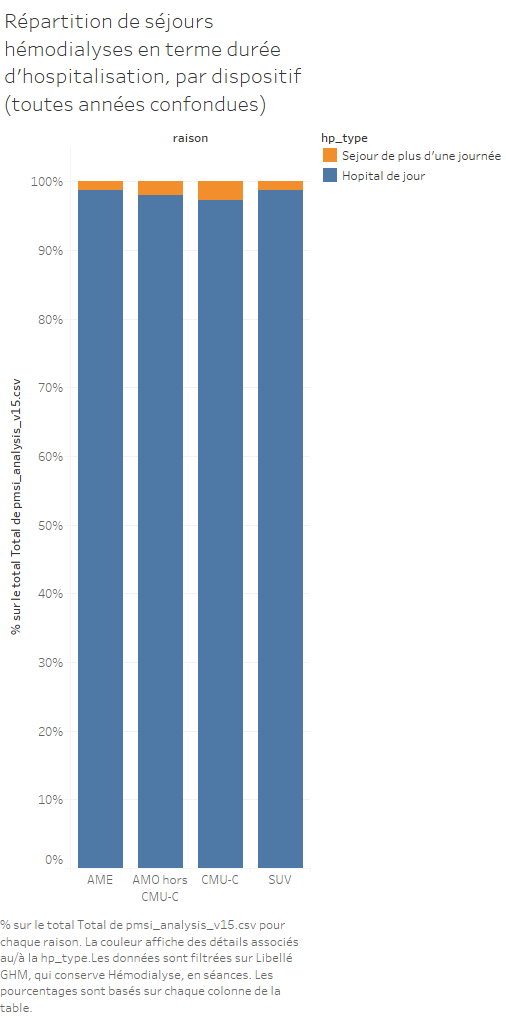 Répartition de séjours
hémodialyses en terme durée
d'hospitalisation, par dispositif
(toutes années confondues)
raison
hp_type
Sejour de plus d'une journée
Hopital de jour
% sur le total Total de pmsi_analysis_v15.csv
100%
90%
80%
70%
60%
50%
40%
30%
20%
10%
0%
AME
AMO hors
CMU-C
CMU-C
SUV
% sur le total Total de pmsi_analysis_v15.csv pour
chaque raison. La couleur affiche des détails associés
au/à la hp_type.Les données sont filtrées sur Libellé
GHM, qui conserve Hémodialyse, en séances. Les
pourcentages sont basés sur chaque colonne de la
table.